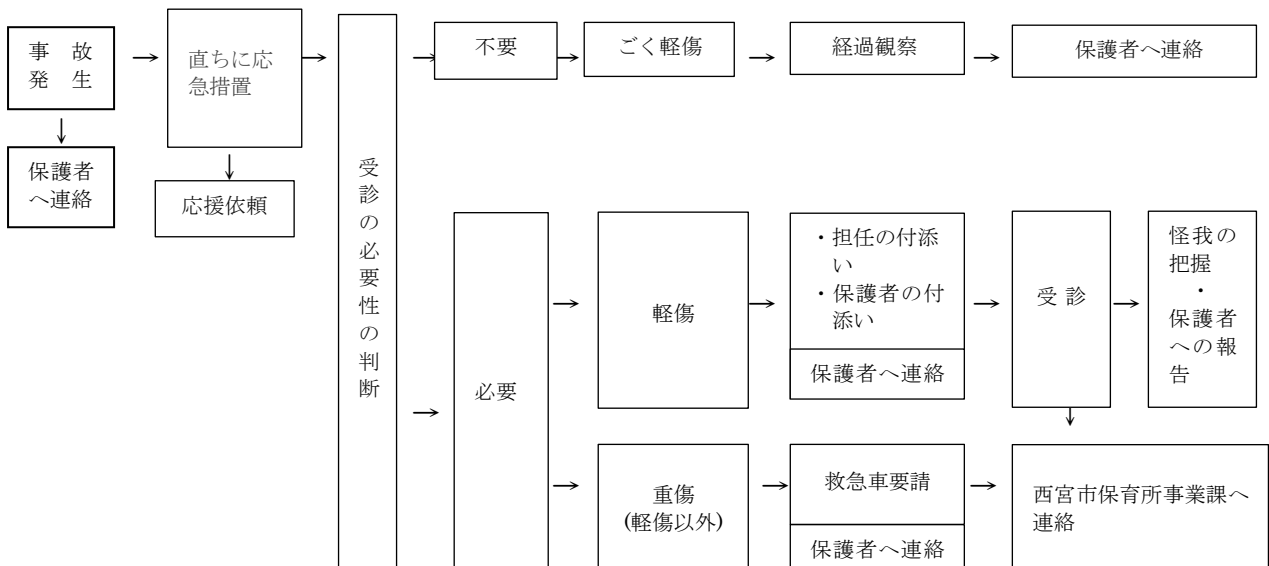 事 故
発 生
保護者
へ連絡
直ちに応
急措置
応援依頼
受診の必要性の判断
不要
ごく軽傷
経過観察
保護者へ連絡
必要
軽傷
・担任の付添
い
・保護者の付
添い
保護者へ連絡
受 診
怪我の
把握
・
保護者
への報
告
重傷
(軽傷以外)
救急車要請
保護者へ連絡
西宮市保育所事業課へ
連絡